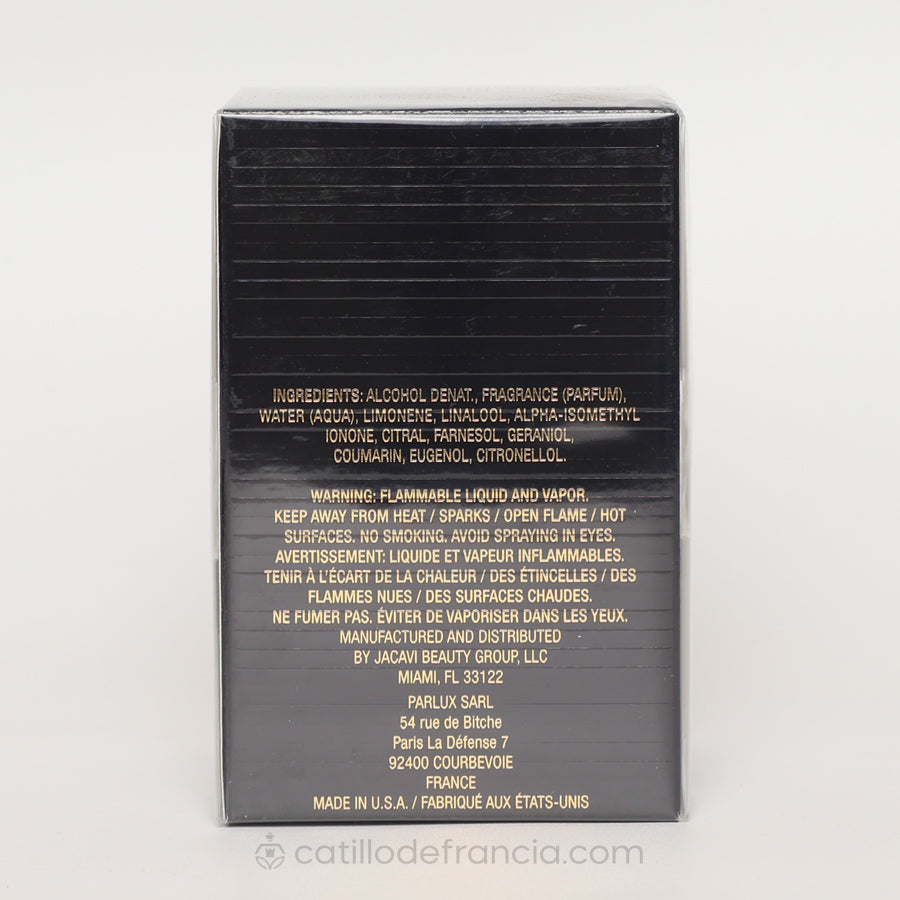 INGREDIENTS: ALCOHOL DENAT., FRAGRANCE (PARFUM),
WATER (AQUA), LIMONENE, LINALOOL, ALPHA-ISOMETHYL
IONONE, CITRAL, FARNESOL, GERANIOL,
COUMARIN, EUGENOL, CITRONELLOL.
WARNING: FLAMMABLE LIQUID AND VAPOR.
KEEP AWAY FROM HEAT / SPARKS / OPEN FLAME / HOT
SURFACES. NO SMOKING. AVOID SPRAYING IN EYES.
AVERTISSEMENT: LIQUIDE ET VAPEUR INFLAMMABLES.
TENIR À L'ÉCART DE LA CHALEUR / DES ÉTINCELLES / DES
FLAMMES NUES / DES SURFACES CHAUDES.
NE FUMER PAS. ÉVITER DE VAPORISER DANS LES YEUX.
MANUFACTURED AND DISTRIBUTED
BY JACAVI BEAUTY GROUP, LLC
MIAMI, FL 33122
PARLUX SARL
54 rue de Bitche
Paris La Défense 7
92400 COURBEVOIE
FRANCE
MADE IN U.S.A. / FABRIQUÉ AUX ÉTATS-UNIS
catillodefrancia.com